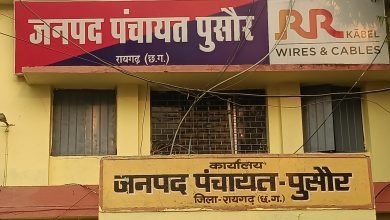 जनपद पंचायत पुसौर
रायगढ़ (छ.ग.)
RR
KABEL
WIRES & CABLES
कार्यालय
जनपद पंचायत-पुसौर
जिला-रायगढ़ (छ.ग.)